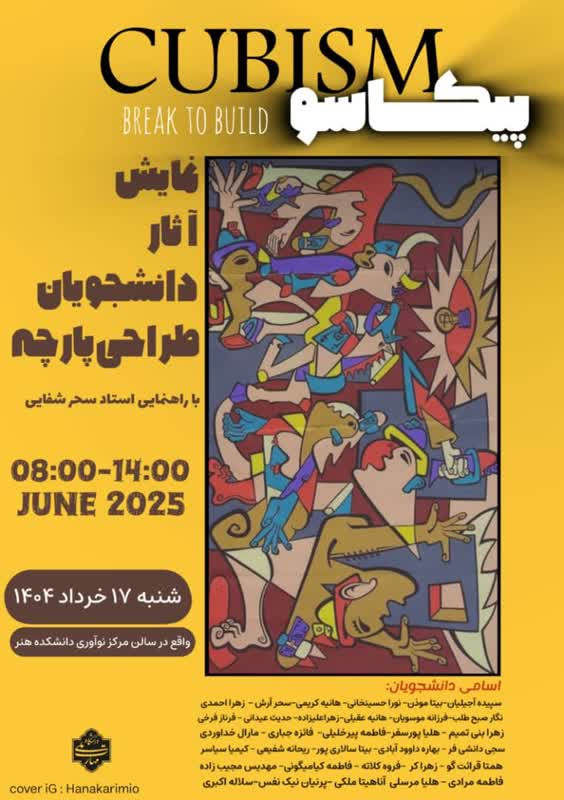 CUBISM
BREAK TO BUILD
پیکاسو
نمایش
آثار
دانشجویان
طراحی پارچه
با راهنمایی استاد سحر شفایی
08:00-14:00
JUNE 2025
شنبه ۱۷ خرداد ۱۴۰۴
واقع در سالن مرکز نوآوری دانشکده هنر
اسامی دانشجویان:
سپیده آجیلیان-بیتا موذن- نورا حسینخانی- هانیه کریمی-سحر آرش - زهرا احمدی
نگار صبح طلب-فرزانه موسویان- هانیه عقیلی-زهراعلیزاده- حدیث عیدانی - فرناز فرخی
زهرا بنی تمیم - هلیا پورسفر-فاطمه پیرخلیلی- فائزه جباری - مارال خداوردی
سجی دانشی فر - بهاره داوود آبادی- بیتا سالاری پور- ریحانه شفیعی - کیمیا سیاسر
همتا قرائت گو - زهرا کر -فروه کلاته - فاطمه کیامیگونی- مهدیس مجیب زاده
فاطمه مرادی - هلیا مرسلی آناهیتا ملکی -پرنیان نیک نفس-سلاله اکبری
cover iG : Hanakarimio